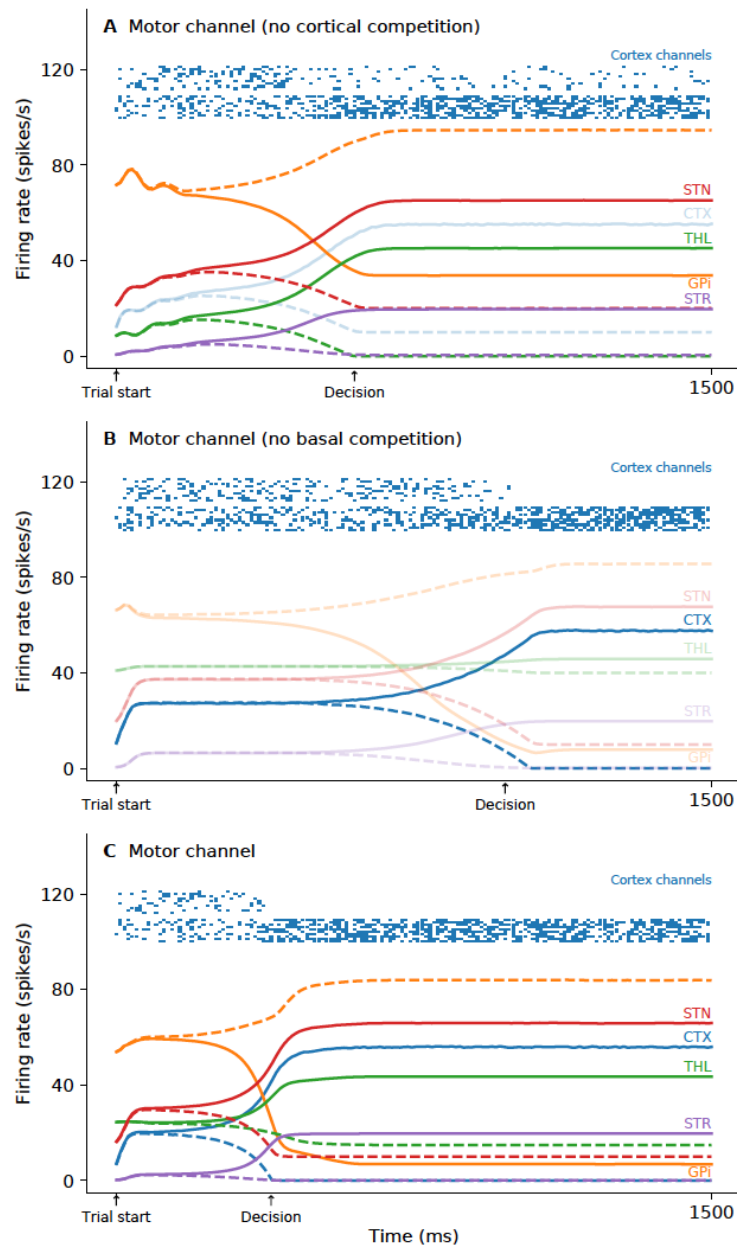 A Motor channel (no cortical competition)
Cortex channels
120
80
40
0
Firing rate (spikes/s)
STN
CTX
THL
GPi
STR
↑ ↑
Trial start Decision 1500
B Motor channel (no basal competition)
Cortex channels
120
80
40
0
Firing rate (spikes/s)
STN
CTX
THL
STR
GPi
↑ ↑
Trial start Decision 1500
C Motor channel
Cortex channels
120
80
40
0
Firing rate (spikes/s)
STN
CTX
THL
STR
GPi
↑ ↑
Trial start Decision 1500
Time (ms)